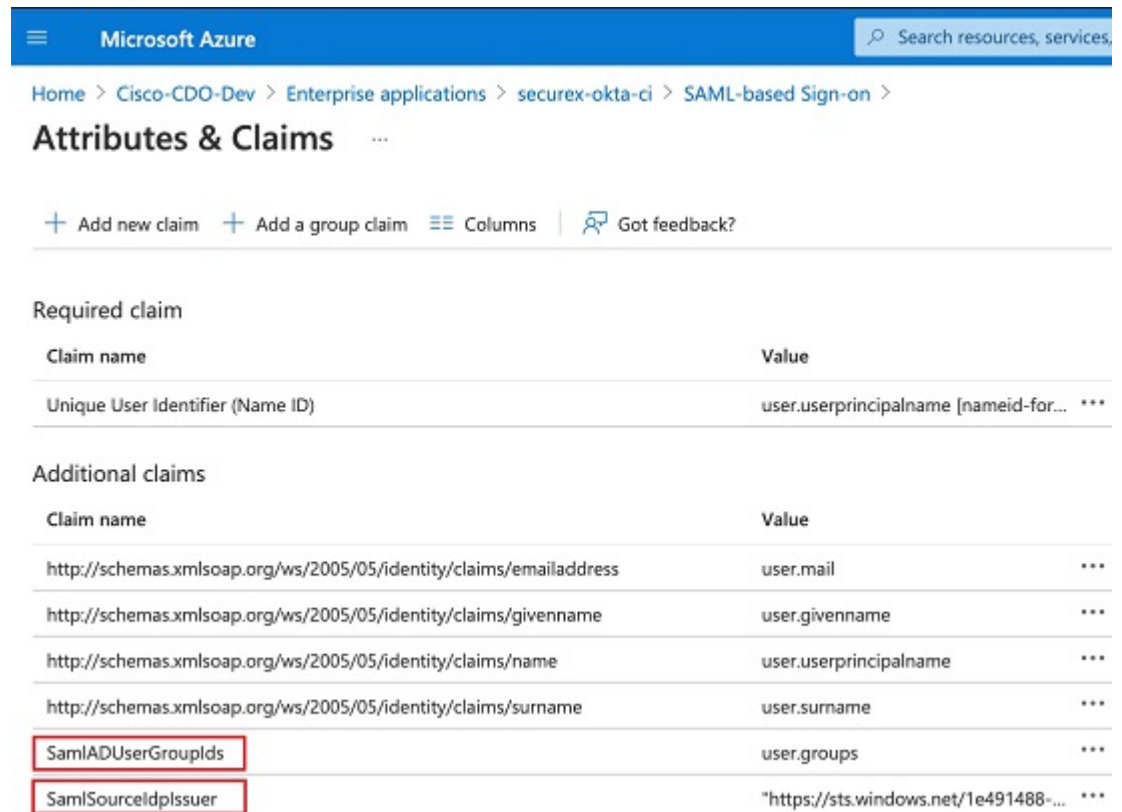 Microsoft Azure
Search resources, services,
Home > Cisco-CDO-Dev > Enterprise applications > securex-okta-ci > SAML-based Sign-on >
Attributes & Claims ...
+ Add new claim + Add a group claim Columns | Got feedback?
Required claim
Claim name Value
Unique User Identifier (Name ID) user.userprincipalname [nameid-for... •••
Additional claims
Claim name Value
http://schemas.xmlsoap.org/ws/2005/05/identity/claims/emailaddress user.mail •••
http://schemas.xmlsoap.org/ws/2005/05/identity/claims/givenname user.givenname •••
http://schemas.xmlsoap.org/ws/2005/05/identity/claims/name user.userprincipalname •••
http://schemas.xmlsoap.org/ws/2005/05/identity/claims/surname user.surname •••
SamlADUserGroupIds user.groups •••
SamlSourceIdpIssuer "https://sts.windows.net/1e491488-... •••